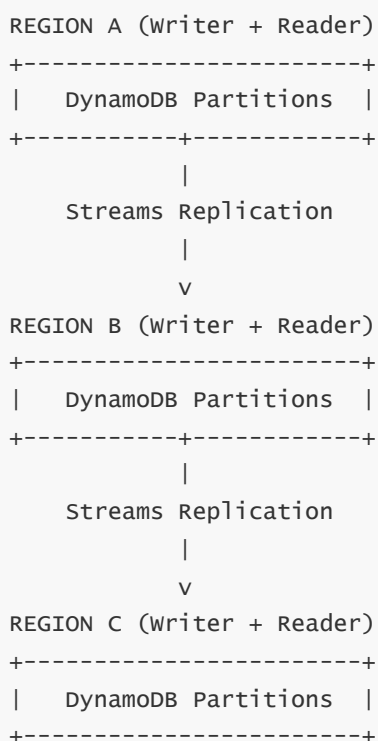 REGION A (Writer + Reader)
+-------------------------+
|   DynamoDB Partitions   |
+-----------+------------+
            |
    Streams Replication
            |
            v
REGION B (Writer + Reader)
+-------------------------+
|   DynamoDB Partitions   |
+-----------+------------+
            |
    Streams Replication
            |
            v
REGION C (Writer + Reader)
+-------------------------+
|   DynamoDB Partitions   |
+-------------------------+